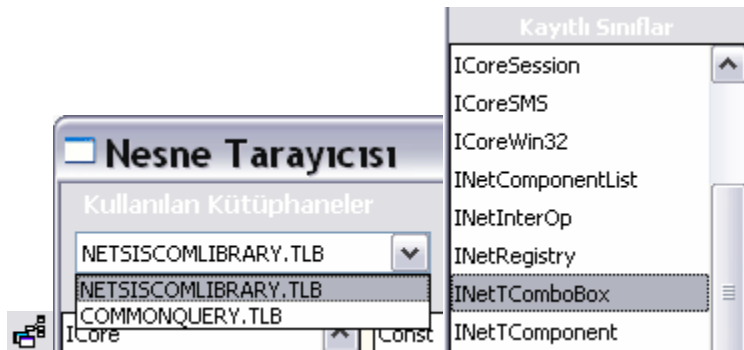 Nesne Tarayıcısı
Kullanılan Kütüphaneler
NETSISCOMLIBRARY.TLB
NETSISCOMLIBRARY.TLB
COMMONQUERY.TLB
ICore
Const
Kayıtlı Sınıflar
ICoreSession
ICoreSMS
ICoreWin32
INetComponentList
INetInterOp
INetRegistry
INetTComboBox
INetTComponent